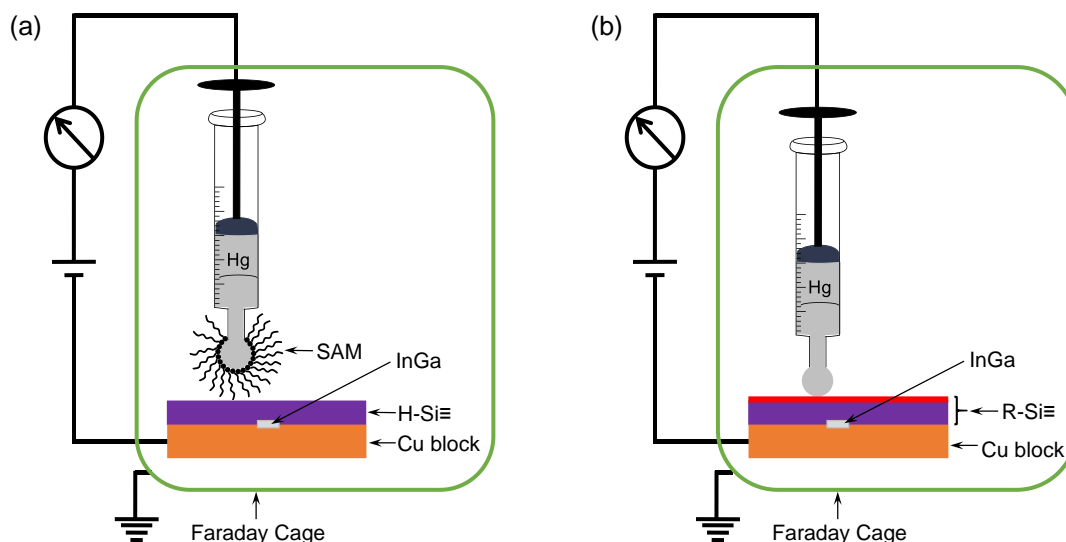 (a)
Hg
SAM
InGa
H-Si≡
Cu block
Faraday Cage
(b)
Hg
InGa
R-Si≡
Cu block
Faraday Cage